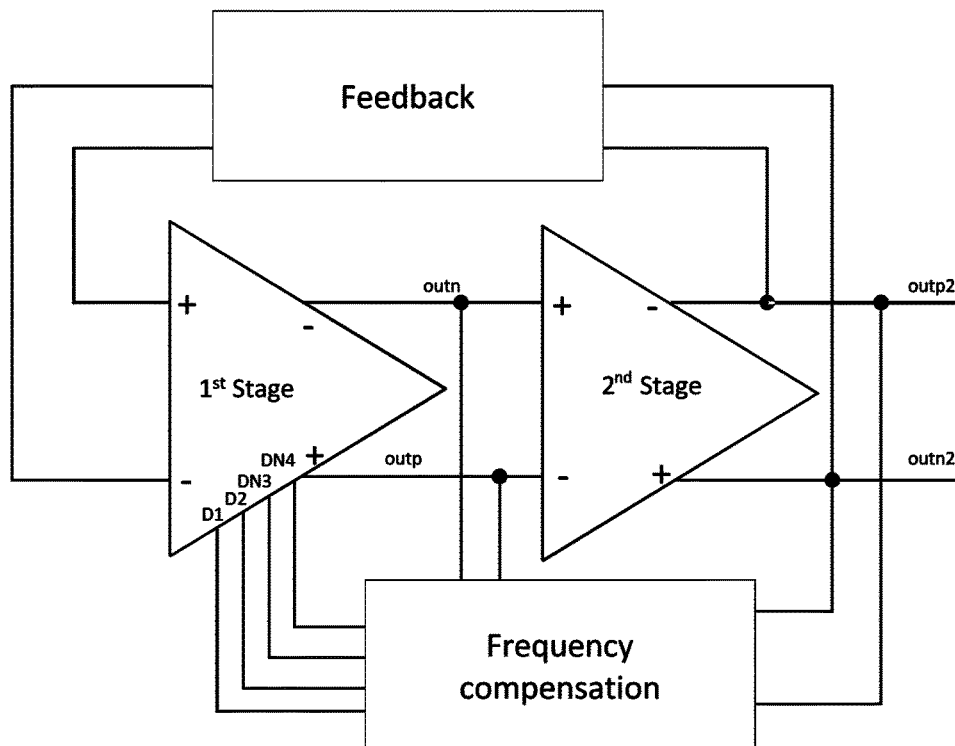 Feedback
outn
outp2
+
-
+
-
1st Stage
2nd Stage
DN4
+
outp
outn2
DN3
-
-
+
D2
D1
Frequency
compensation